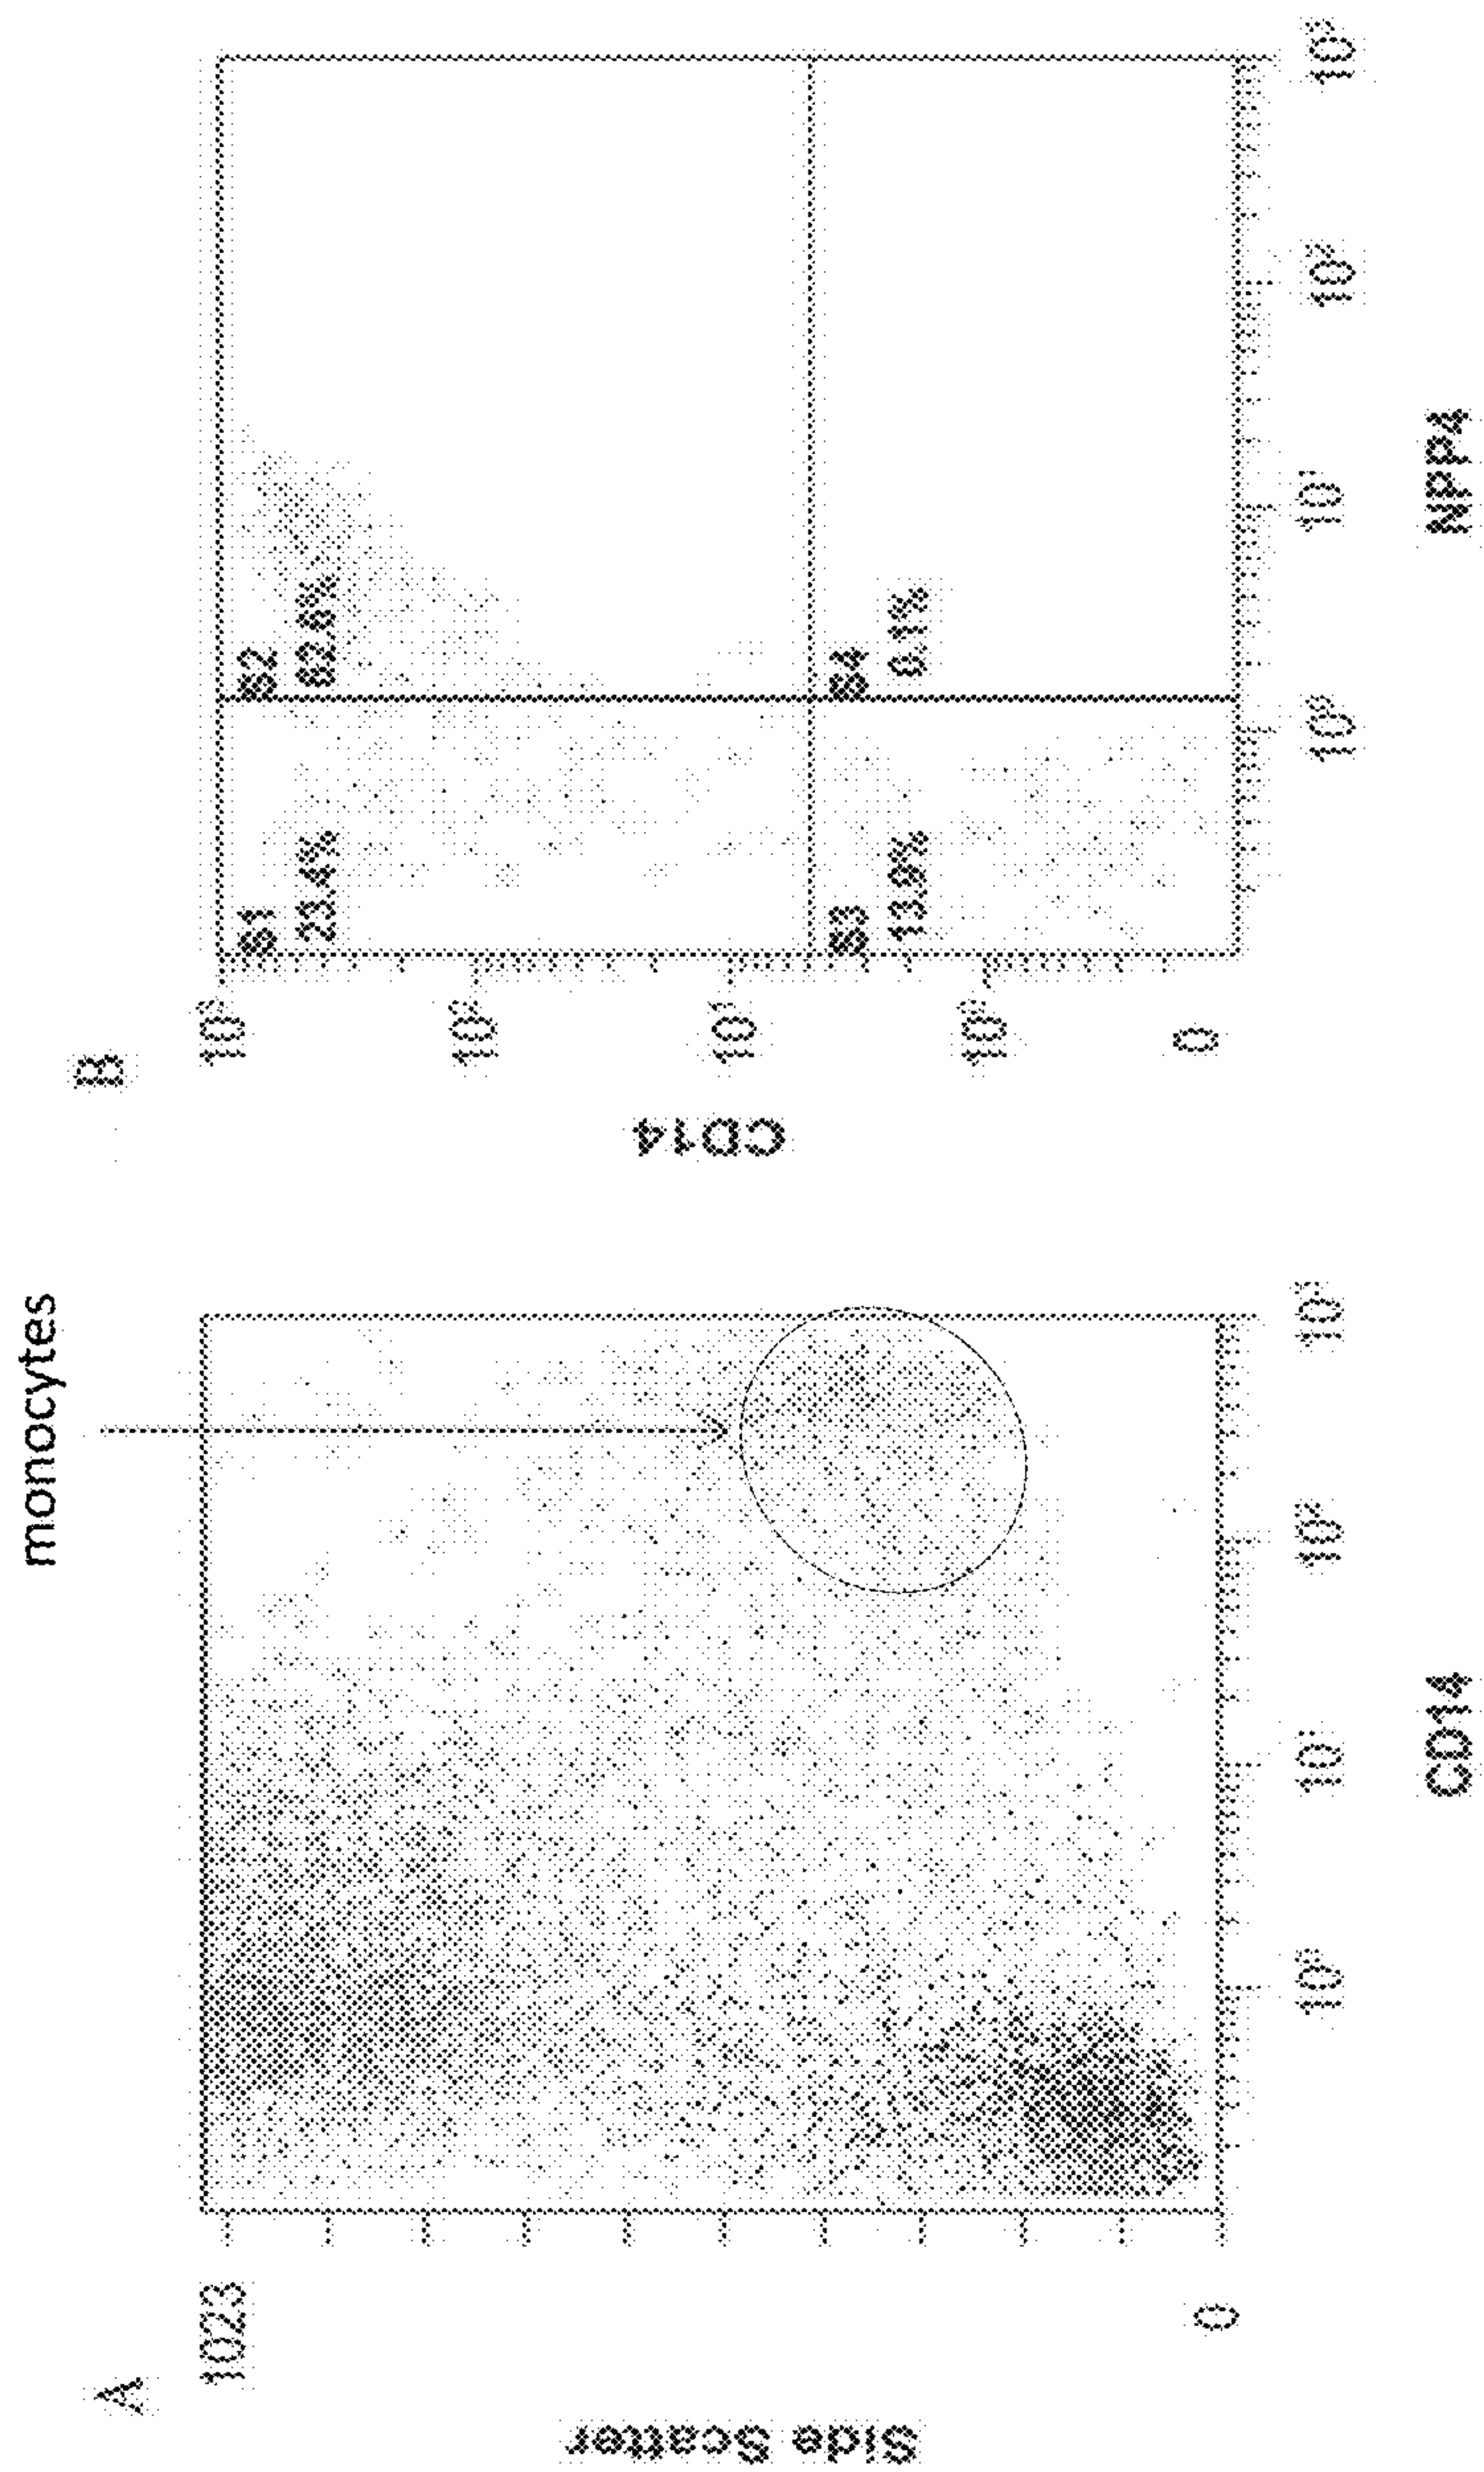 monocytes
A
1023
Side Scatter
0
10⁰ 10¹ 10² 10³
CD14
B
10³
S1
23.4%
S2
62.6%
10²
CD14
10¹
S3
13.9%
S4
0.1%
10⁰
0
10⁰ 10¹ 10² 10³
NPP4